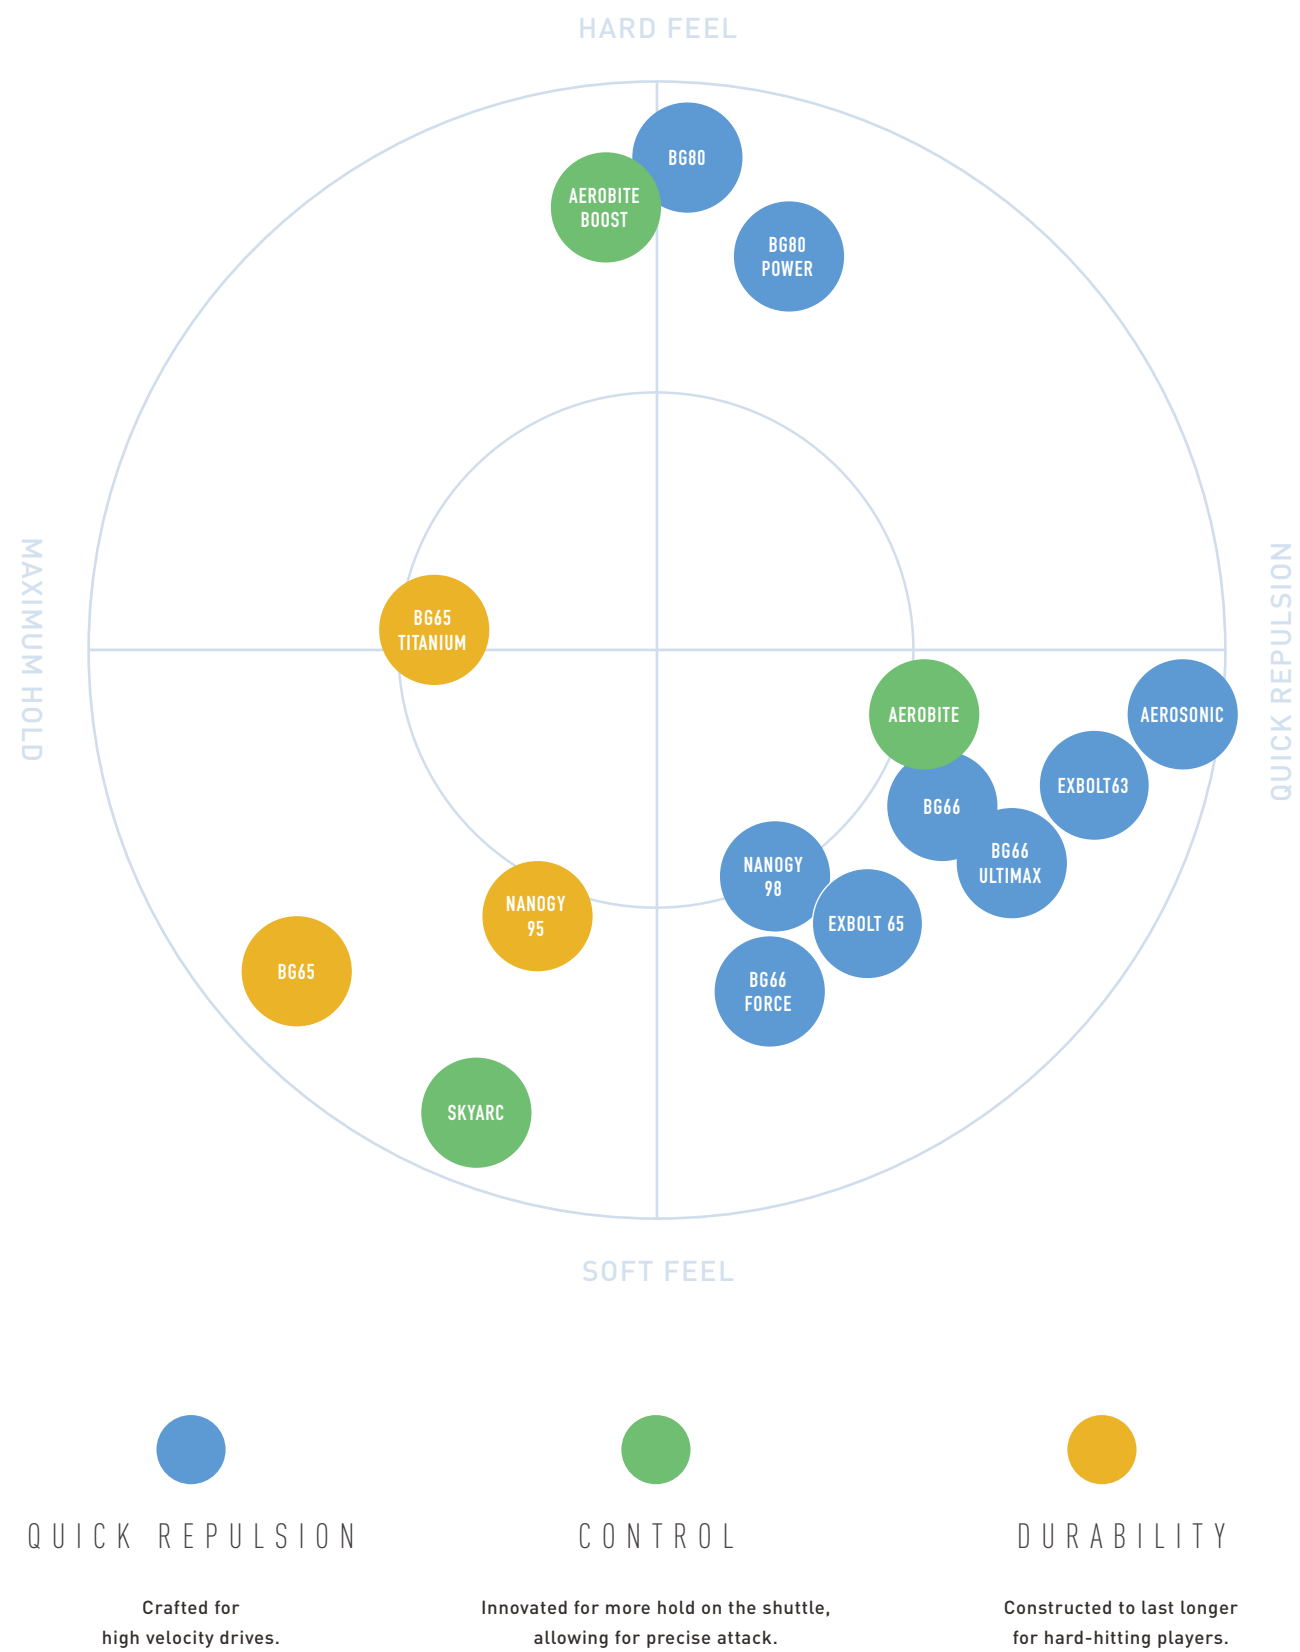 HARD FEEL
BG80
AEROBITE
BOOST
BG80
POWER
MAXIMUM HOLD
QUICK REPULSION
BG65
TITANIUM
AEROBITE
AEROSONIC
EXBOLT63
BG66
BG66
ULTIMAX
NANOGY
98
NANOGY
95
EXBOLT 65
BG65
BG66
FORCE
SKYARC
SOFT FEEL
QUICK REPULSION
Crafted for
high velocity drives.
CONTROL
Innovated for more hold on the shuttle,
allowing for precise attack.
DURABILITY
Constructed to last longer
for hard-hitting players.